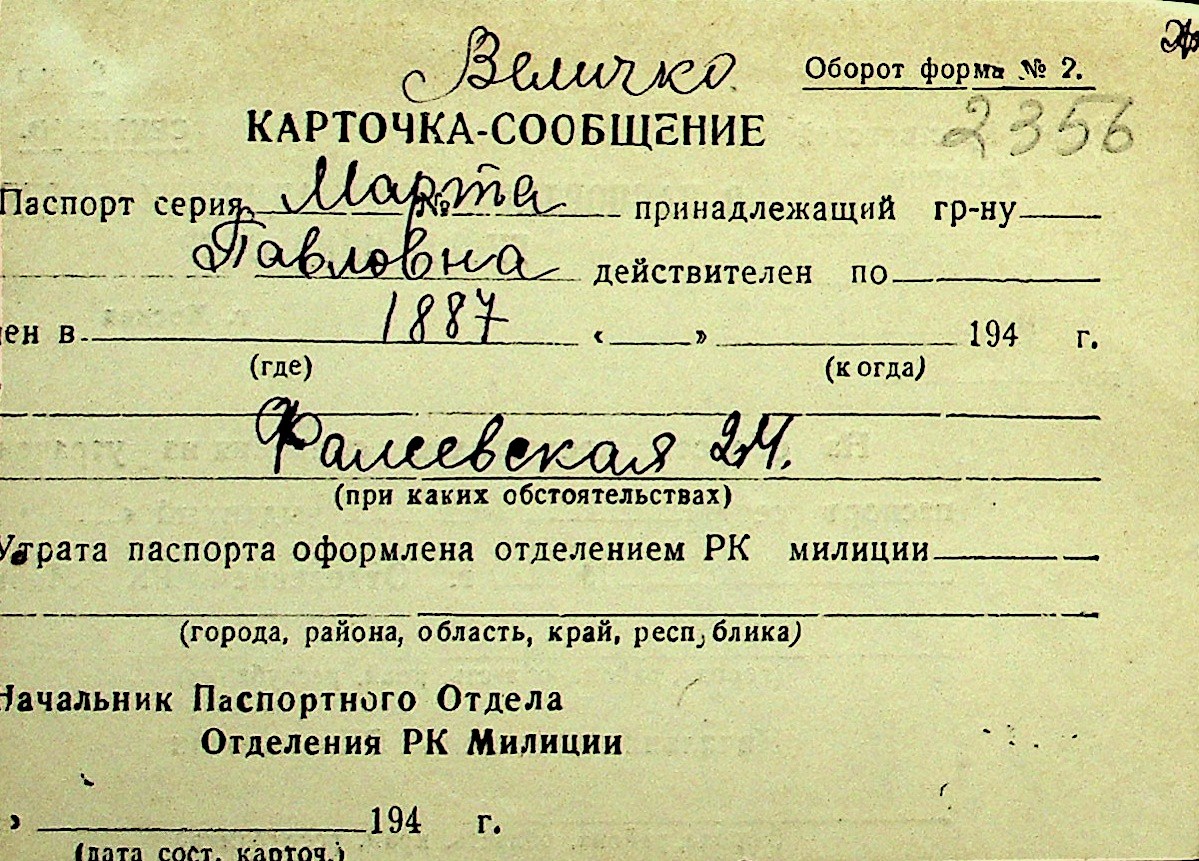 Величко
Оборот форма № 2.
КАРТОЧКА-СООБЩЕНИЕ
2356
Паспорт серия Марта № принадлежащий гр-ну
Павловна действителен по
ен в 1887 « » 194 г.
(где) (когда)
Фалеевская 24.
(при каких обстоятельствах)
Утрата паспорта оформлена отделением РК милиции
(города, района, область, край, республика)
Начальник Паспортного Отдела
Отделения РК Милиции
» 194 г.
(дата сост. карточ.)